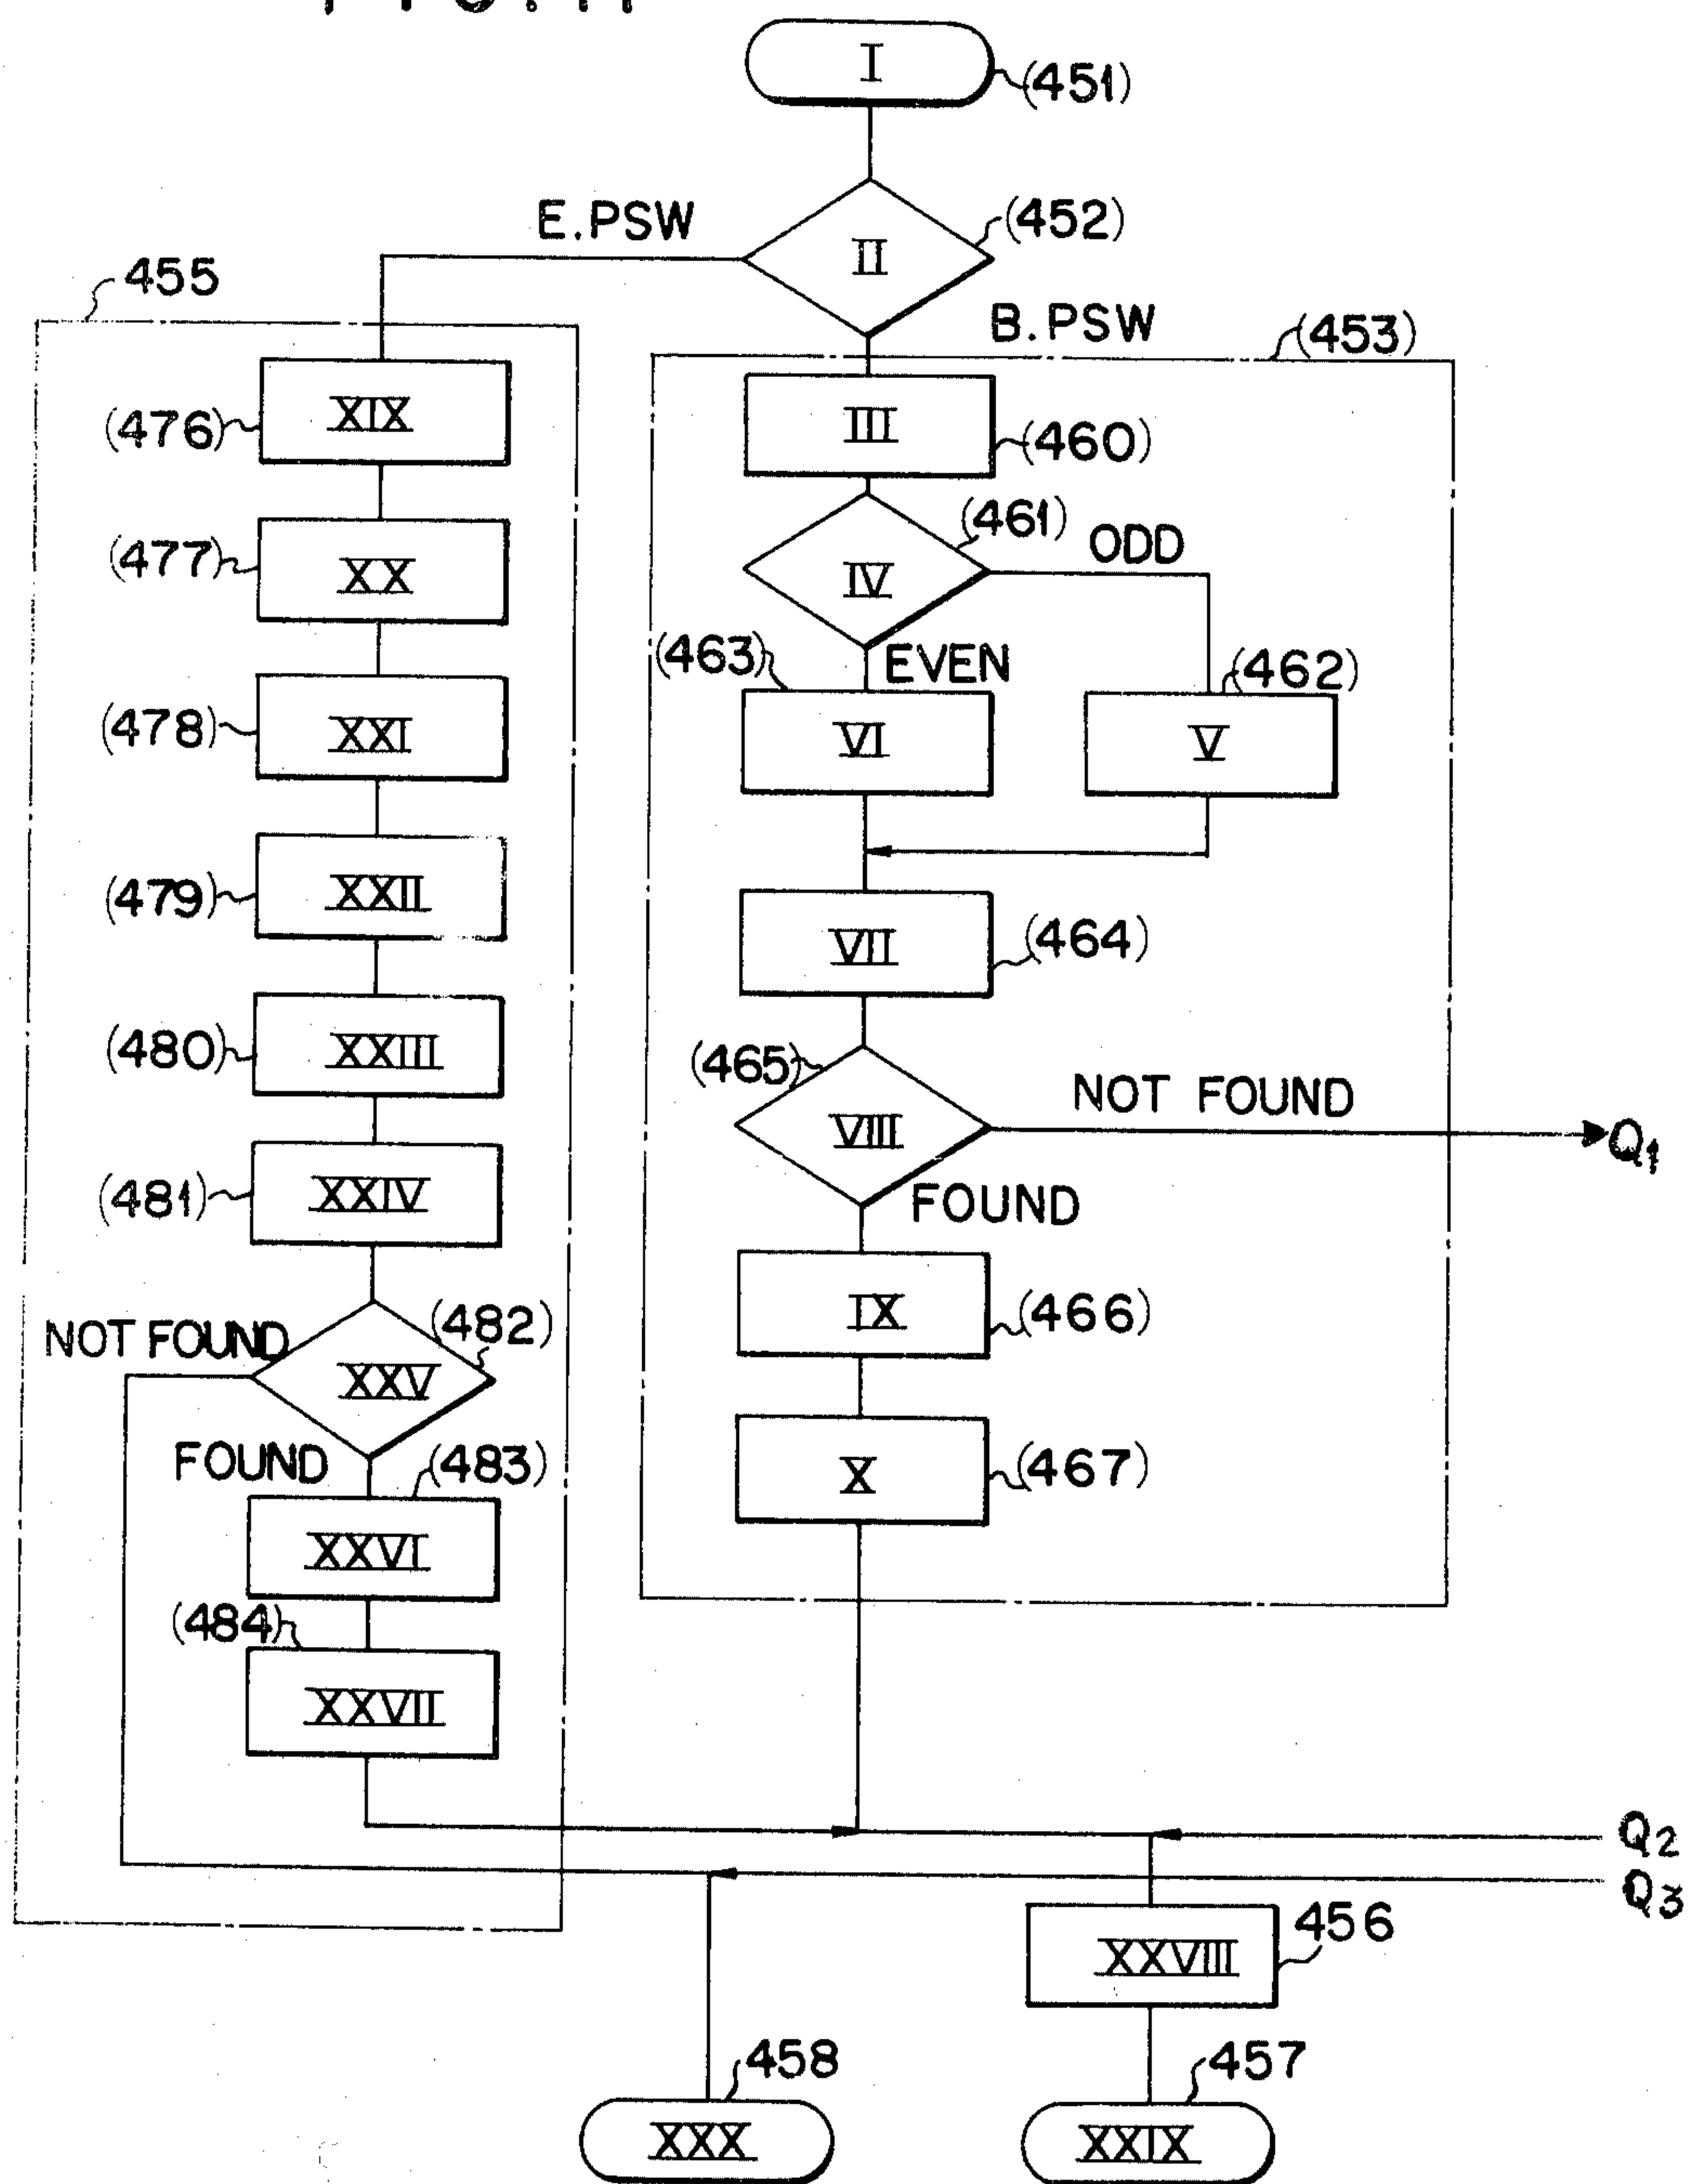 I
(451)
II
(452)
E.PSW
B.PSW
455
(453)
XIX
(476)
III
(460)
XX
(477)
IV
(461)
ODD
EVEN
(463)
(462)
XXI
(478)
VI
V
XXII
(479)
VII
(464)
XXIII
(480)
(465)
VIII
NOT FOUND
Q1
XXIV
(481)
FOUND
NOT FOUND
(482)
XXV
IX
(466)
FOUND
(483)
X
(467)
XXVI
(484)
XXVII
Q2
Q3
XXVIII
456
458
457
XXX
XXIX